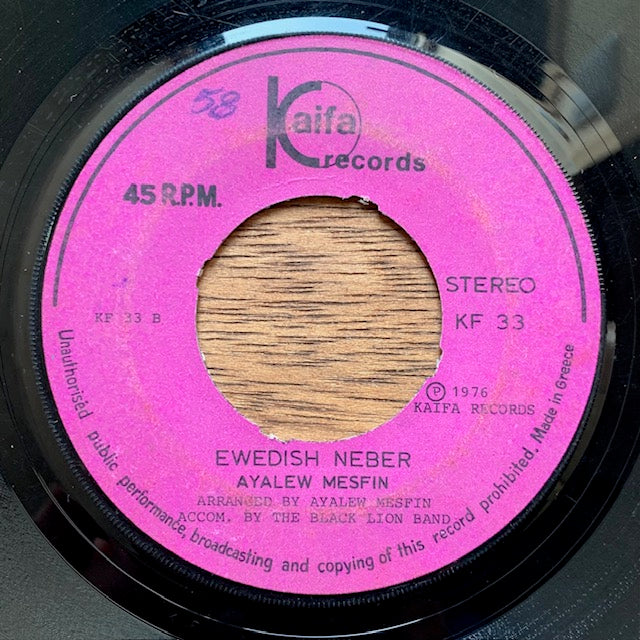 58
Kaifa
records
45 R.P.M.
STEREO
KF 33 B
KF 33
℗ 1976
KAIFA RECORDS
EWEDISH NEBER
AYALEW MESFIN
ARRANGED BY AYALEW MESFIN
ACCOM. BY THE BLACK LION BAND
Unauthorised public performance, broadcasting and copying of this record prohibited. Made in Greece